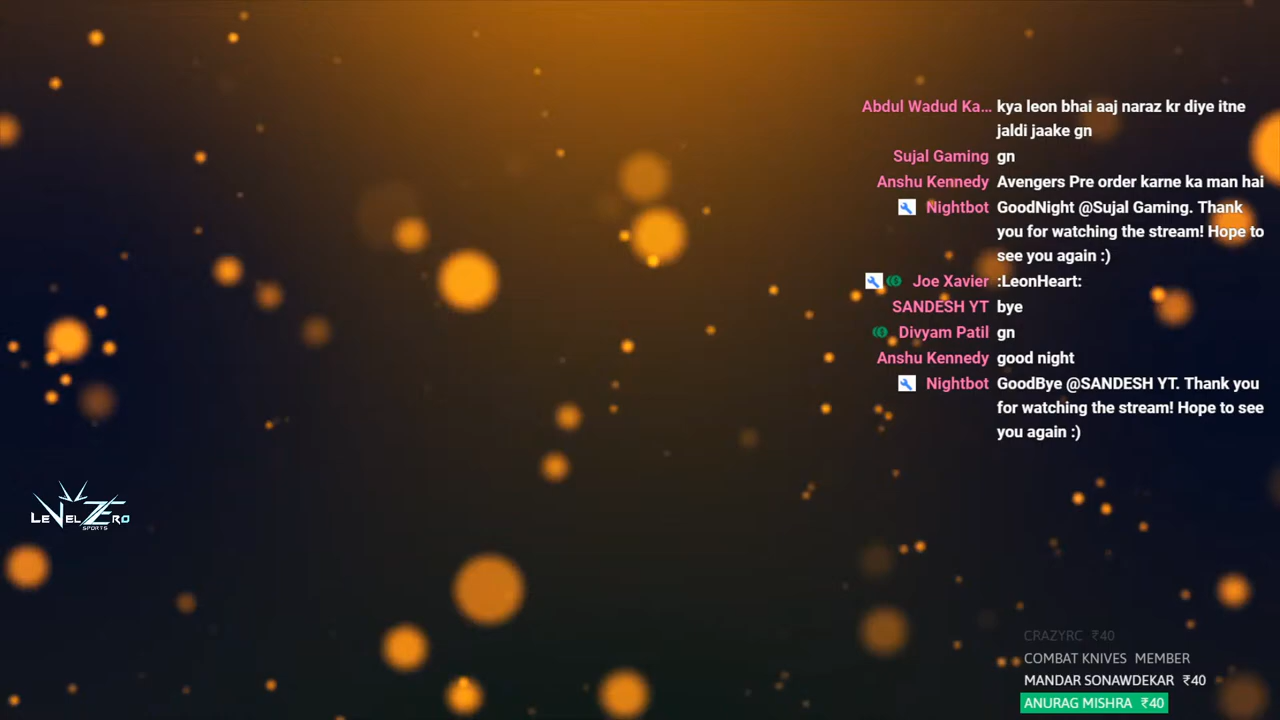 Abdul Wadud Ka... kya leon bhai aaj naraz kr diye itne
jaldi jaake gn
Sujal Gaming gn
Anshu Kennedy Avengers Pre order karne ka man hai
Nightbot GoodNight @Sujal Gaming. Thank
you for watching the stream! Hope to
see you again :)
Joe Xavier :LeonHeart:
SANDESH YT bye
Divyam Patil gn
Anshu Kennedy good night
Nightbot GoodBye @SANDESH YT. Thank you
for watching the stream! Hope to see
you again :)
LeVelZero
SPORTS
CRAZYRC ₹40
COMBAT KNIVES MEMBER
MANDAR SONAWDEKAR ₹40
ANURAG MISHRA ₹40